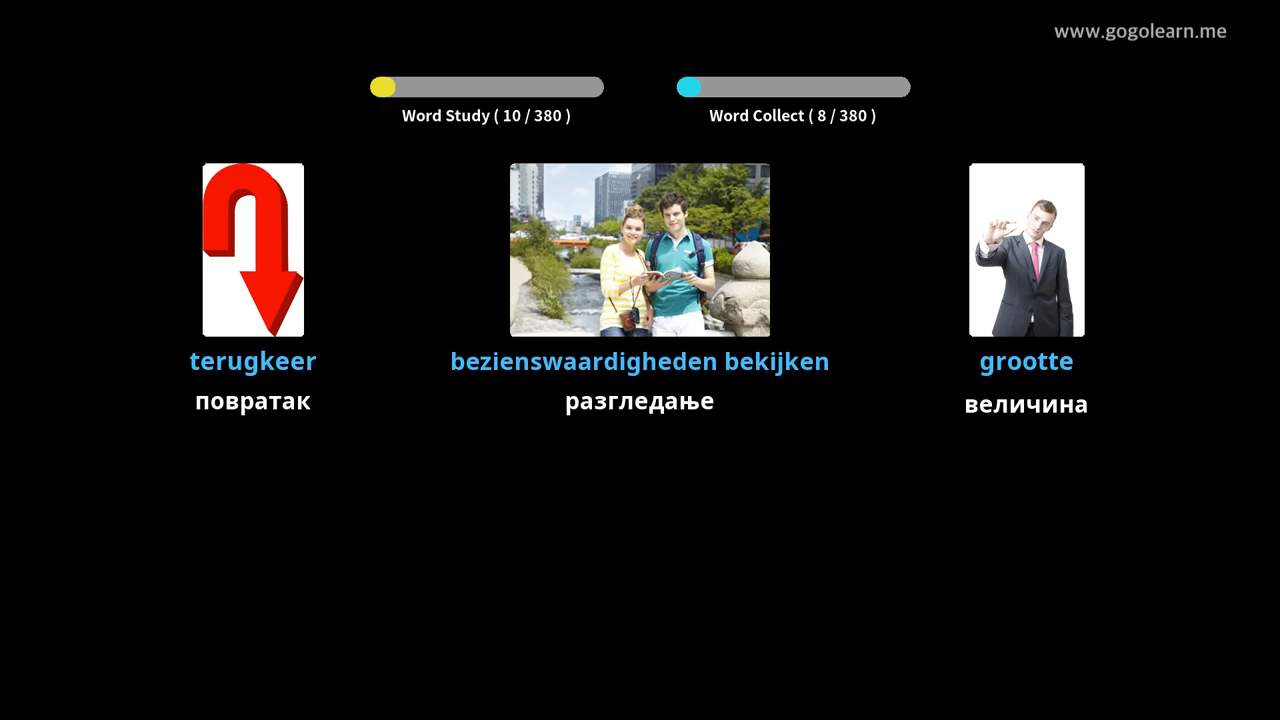 www.gogolearn.me
Word Study ( 10 / 380 )
Word Collect ( 8 / 380 )
terugkeer
повратак
bezienswaardigheden bekijken
разгледање
grootte
величина